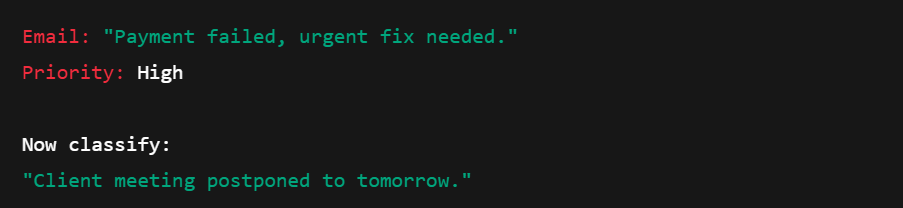 Email: "Payment failed, urgent fix needed."
Priority: High
Now classify:
"Client meeting postponed to tomorrow."